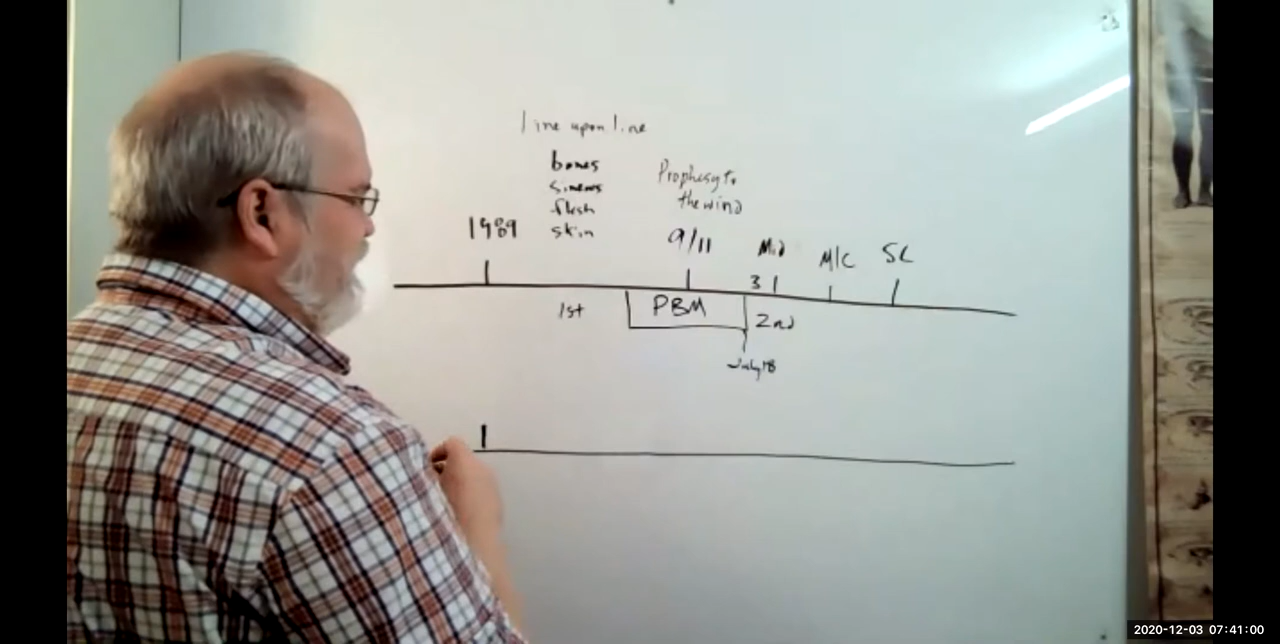 line upon line
bones
sinews
flesh
skin
Prophesy to
the wind
1989
9/11
Mid
M/C
SL
3
1st
PBM
2nd
July 18
2020-12-03 07:41:00